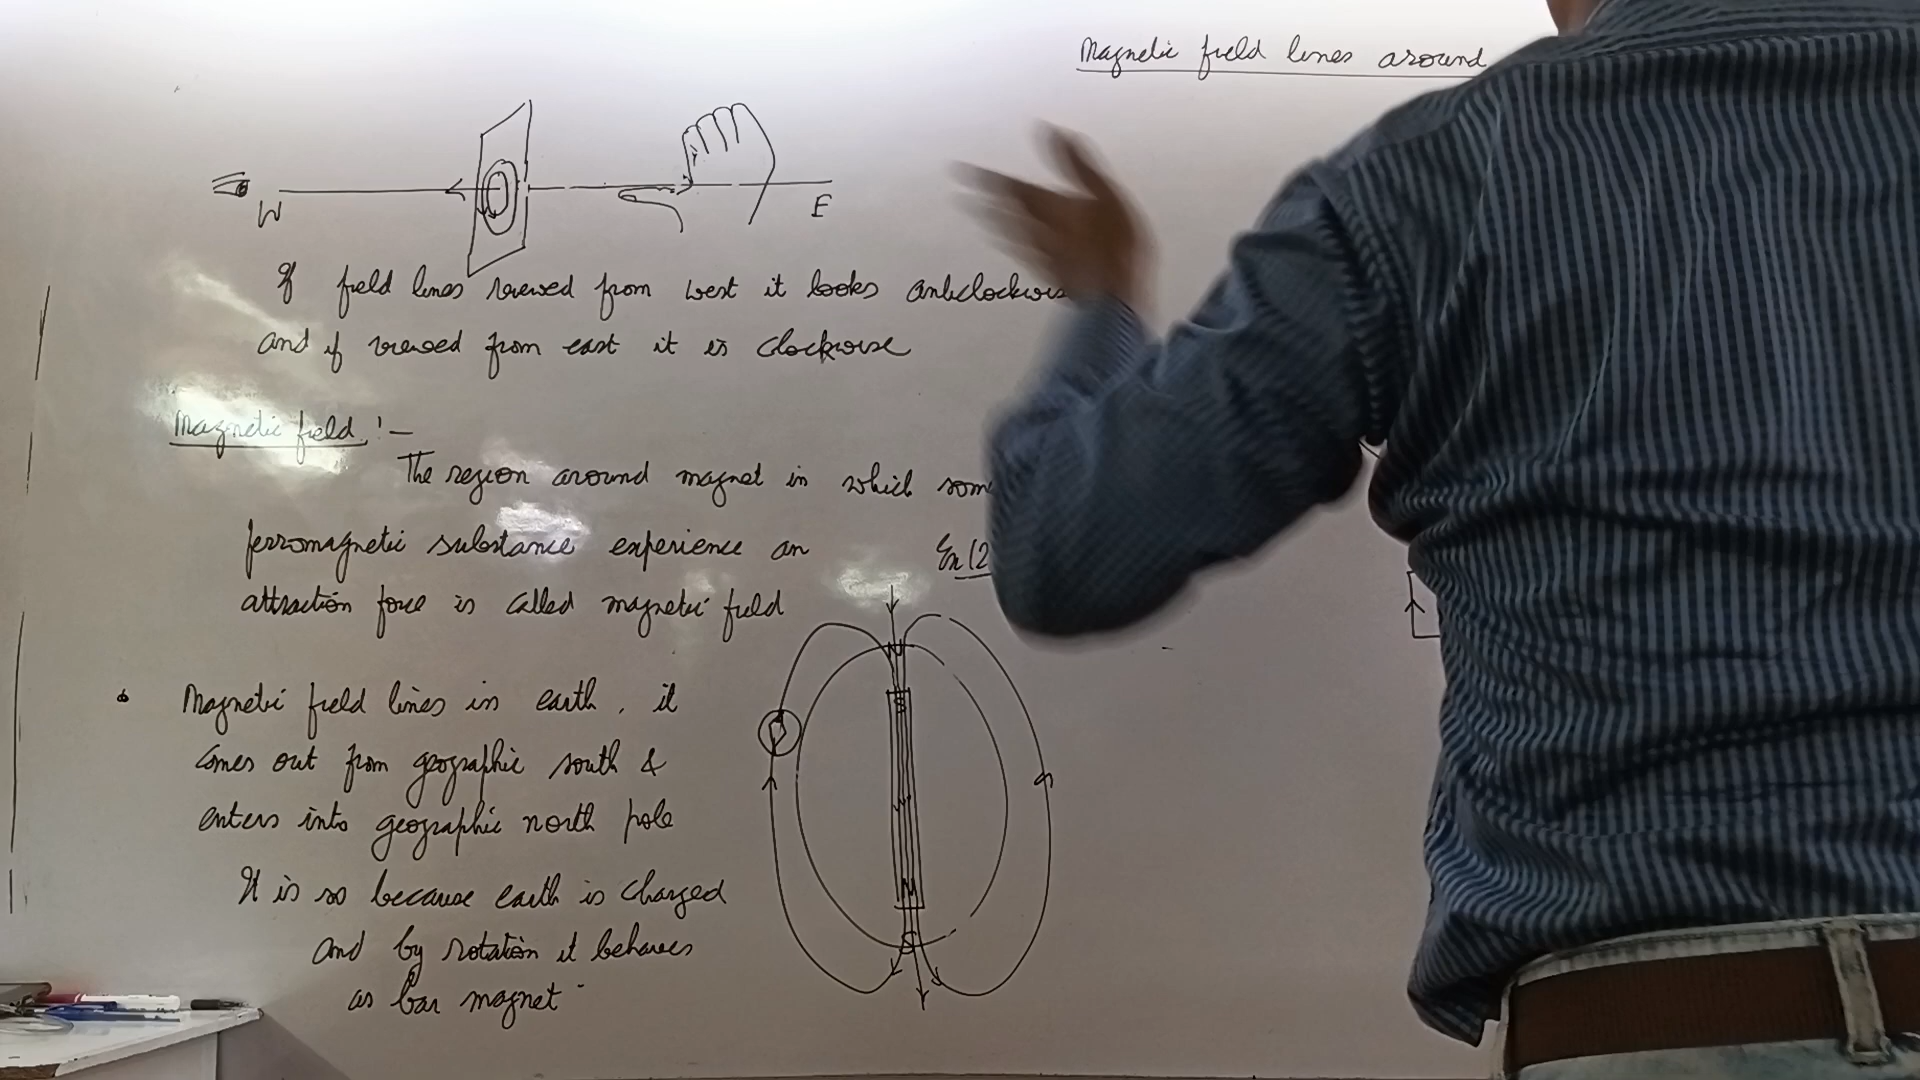 Magnetic field lines around
W
E
If field lines viewed from west it looks anticlockwis
and if viewed from east it is clockwise
Magnetic field :-
The region around magnet in which som
ferromagnetic substance experience an
attraction force is called magnetic field
N
S
N
S
• Magnetic field lines in earth, it
comes out from geographic south &
enters into geographic north pole
It is so because earth is charged
and by rotation it behaves
as bar magnet